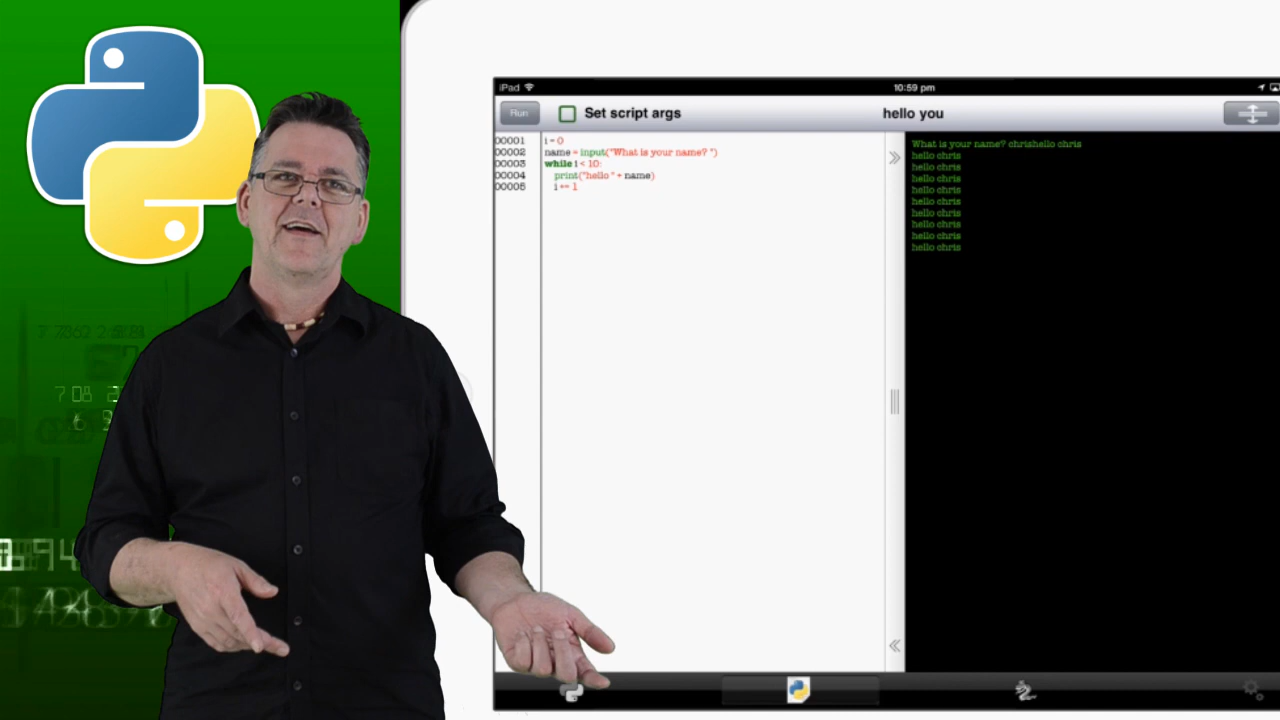 iPad
10:59 pm
Run
Set script args
hello you
00001 i = 0
00002 name = input("What is your name? ")
00003 while i < 10:
00004 print("hello " + name)
00005 i += 1
What is your name? chrishello chris
hello chris
hello chris
hello chris
hello chris
hello chris
hello chris
hello chris
hello chris
hello chris